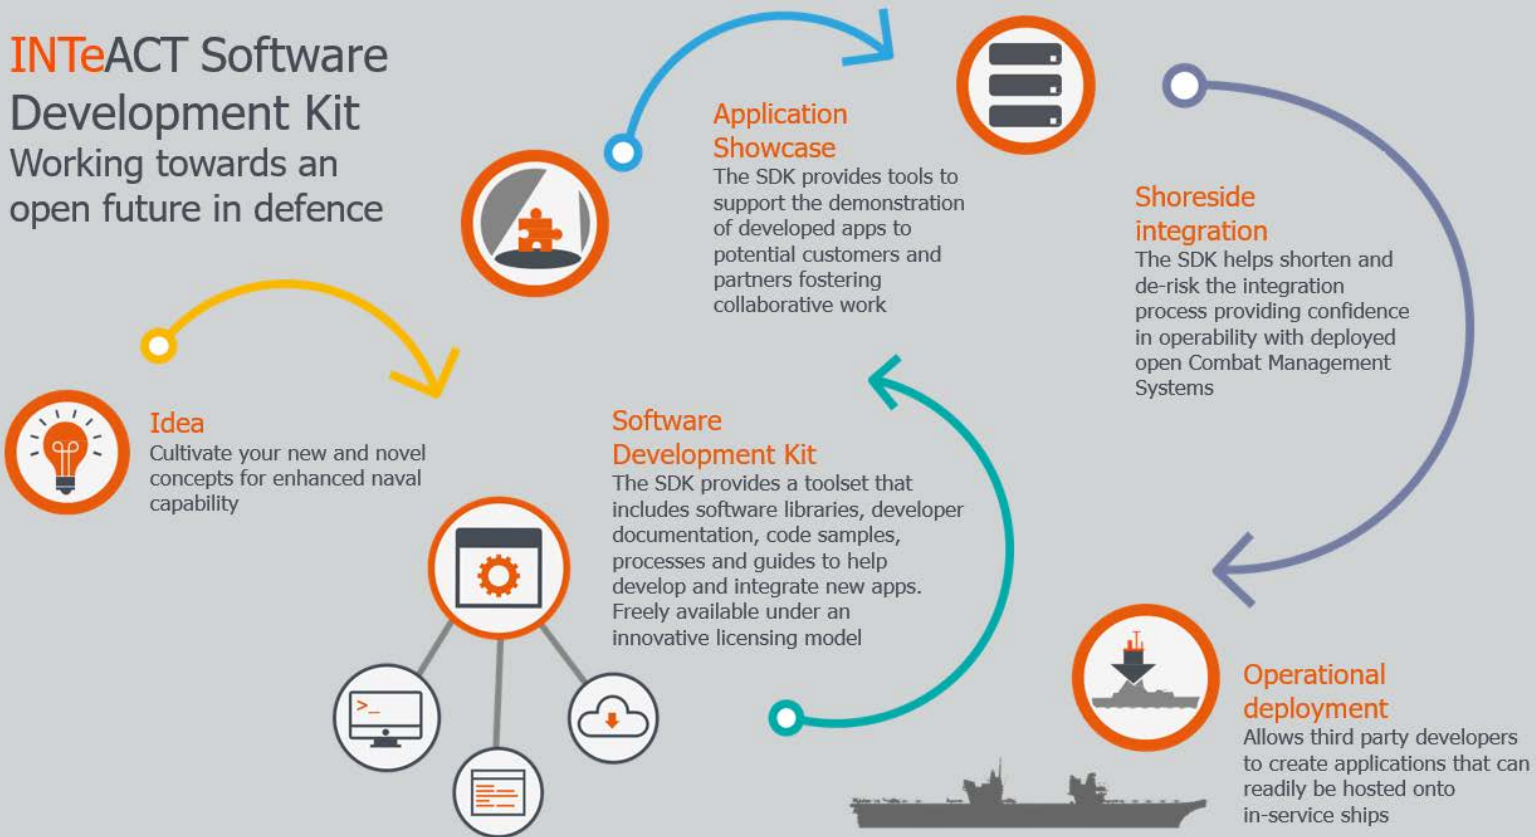 INTeACT Software
Development Kit
Working towards an
open future in defence
Idea
Cultivate your new and novel
concepts for enhanced naval
capability
Software
Development Kit
The SDK provides a toolset that
includes software libraries, developer
documentation, code samples,
processes and guides to help
develop and integrate new apps.
Freely available under an
innovative licensing model
>_
Application
Showcase
The SDK provides tools to
support the demonstration
of developed apps to
potential customers and
partners fostering
collaborative work
Shoreside
integration
The SDK helps shorten and
de-risk the integration
process providing confidence
in operability with deployed
open Combat Management
Systems
Operational
deployment
Allows third party developers
to create applications that can
readily be hosted onto
in-service ships